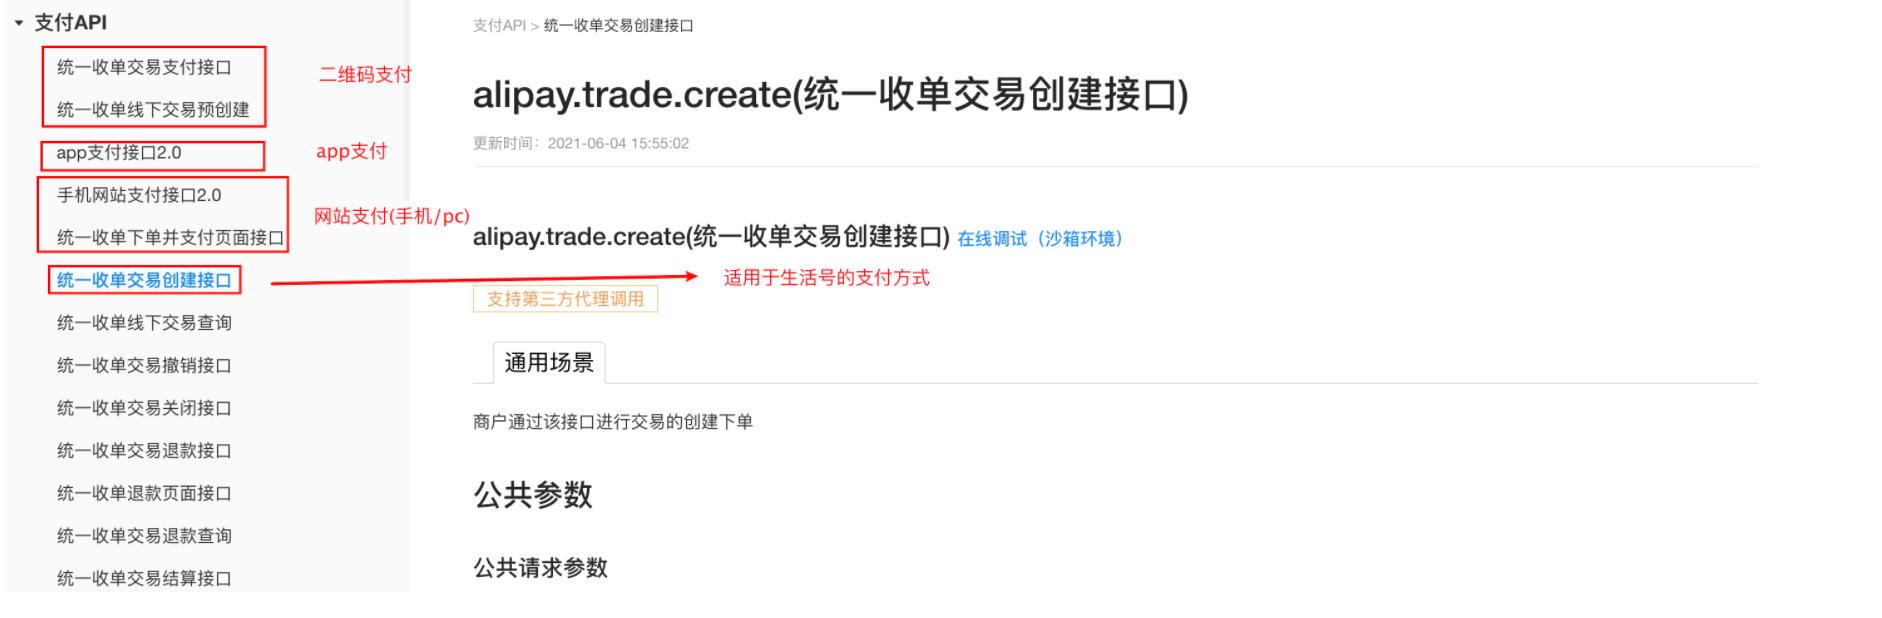 支付API
统一收单交易支付接口
统一收单线下交易预创建
二维码支付
app支付接口2.0
app支付
手机网站支付接口2.0
统一收单下单并支付页面接口
网站支付(手机/pc)
统一收单交易创建接口
统一收单线下交易查询
统一收单交易撤销接口
统一收单交易关闭接口
统一收单交易退款接口
统一收单退款页面接口
统一收单交易退款查询
统一收单交易结算接口
支付API > 统一收单交易创建接口
alipay.trade.create(统一收单交易创建接口)
更新时间：2021-06-04 15:55:02
alipay.trade.create(统一收单交易创建接口) 在线调试（沙箱环境）
适用于生活号的支付方式
支持第三方代理调用
通用场景
商户通过该接口进行交易的创建下单
公共参数
公共请求参数